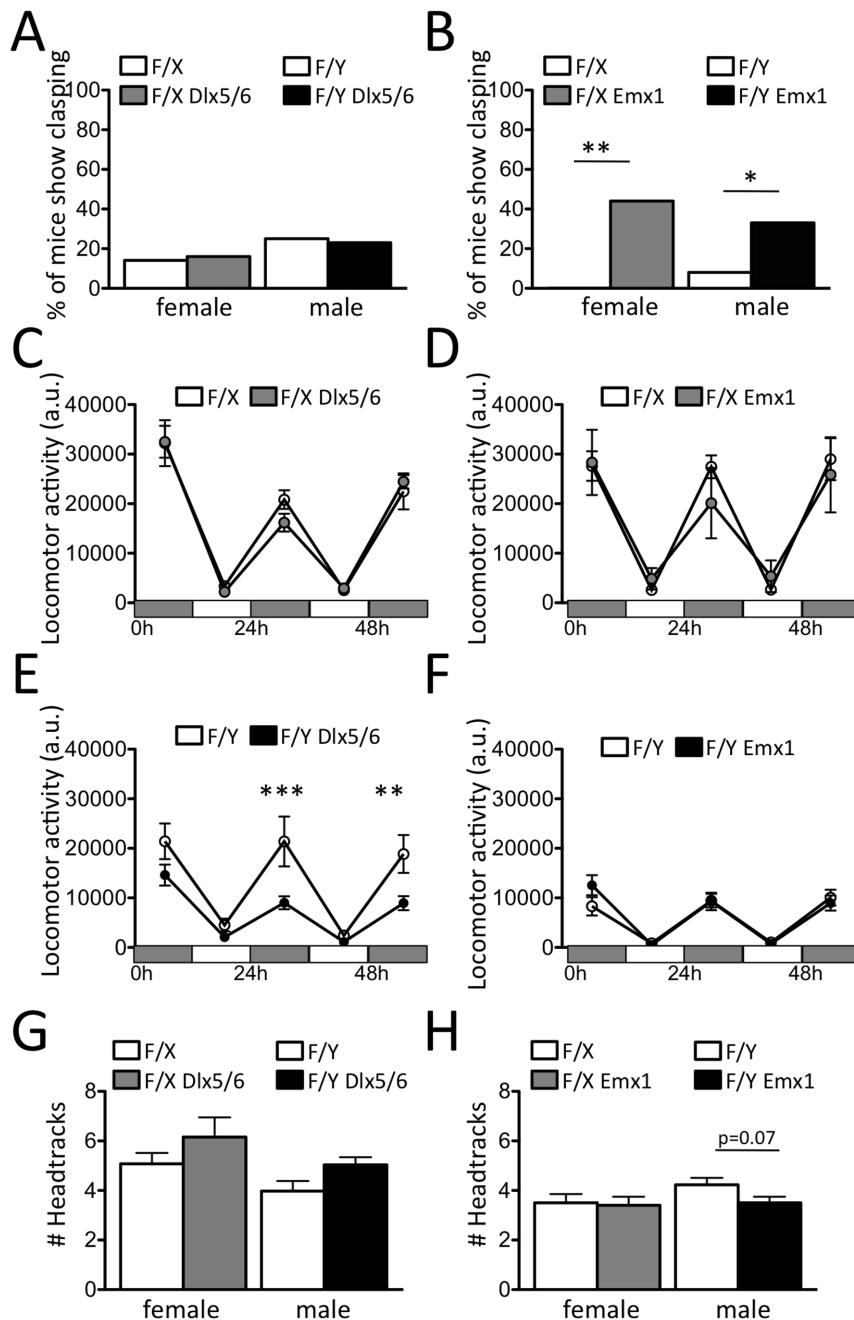 A
F/X
F/Y
F/X Dlx5/6
F/Y Dlx5/6
% of mice show clasping
100
80
60
40
20
0
female
male
B
F/X
F/Y
F/X Emx1
F/Y Emx1
% of mice show clasping
100
80
60
40
20
0
**
*
female
male
C
F/X
F/X Dlx5/6
Locomotor activity (a.u.)
40000
30000
20000
10000
0
0h
24h
48h
D
F/X
F/X Emx1
Locomotor activity (a.u.)
40000
30000
20000
10000
0
0h
24h
48h
E
F/Y
F/Y Dlx5/6
Locomotor activity (a.u.)
40000
30000
20000
10000
0
***
**
0h
24h
48h
F
F/Y
F/Y Emx1
Locomotor activity (a.u.)
40000
30000
20000
10000
0
0h
24h
48h
G
F/X
F/Y
F/X Dlx5/6
F/Y Dlx5/6
# Headtracks
8
6
4
2
0
female
male
H
F/X
F/Y
F/X Emx1
F/Y Emx1
# Headtracks
8
6
4
2
0
p=0.07
female
male